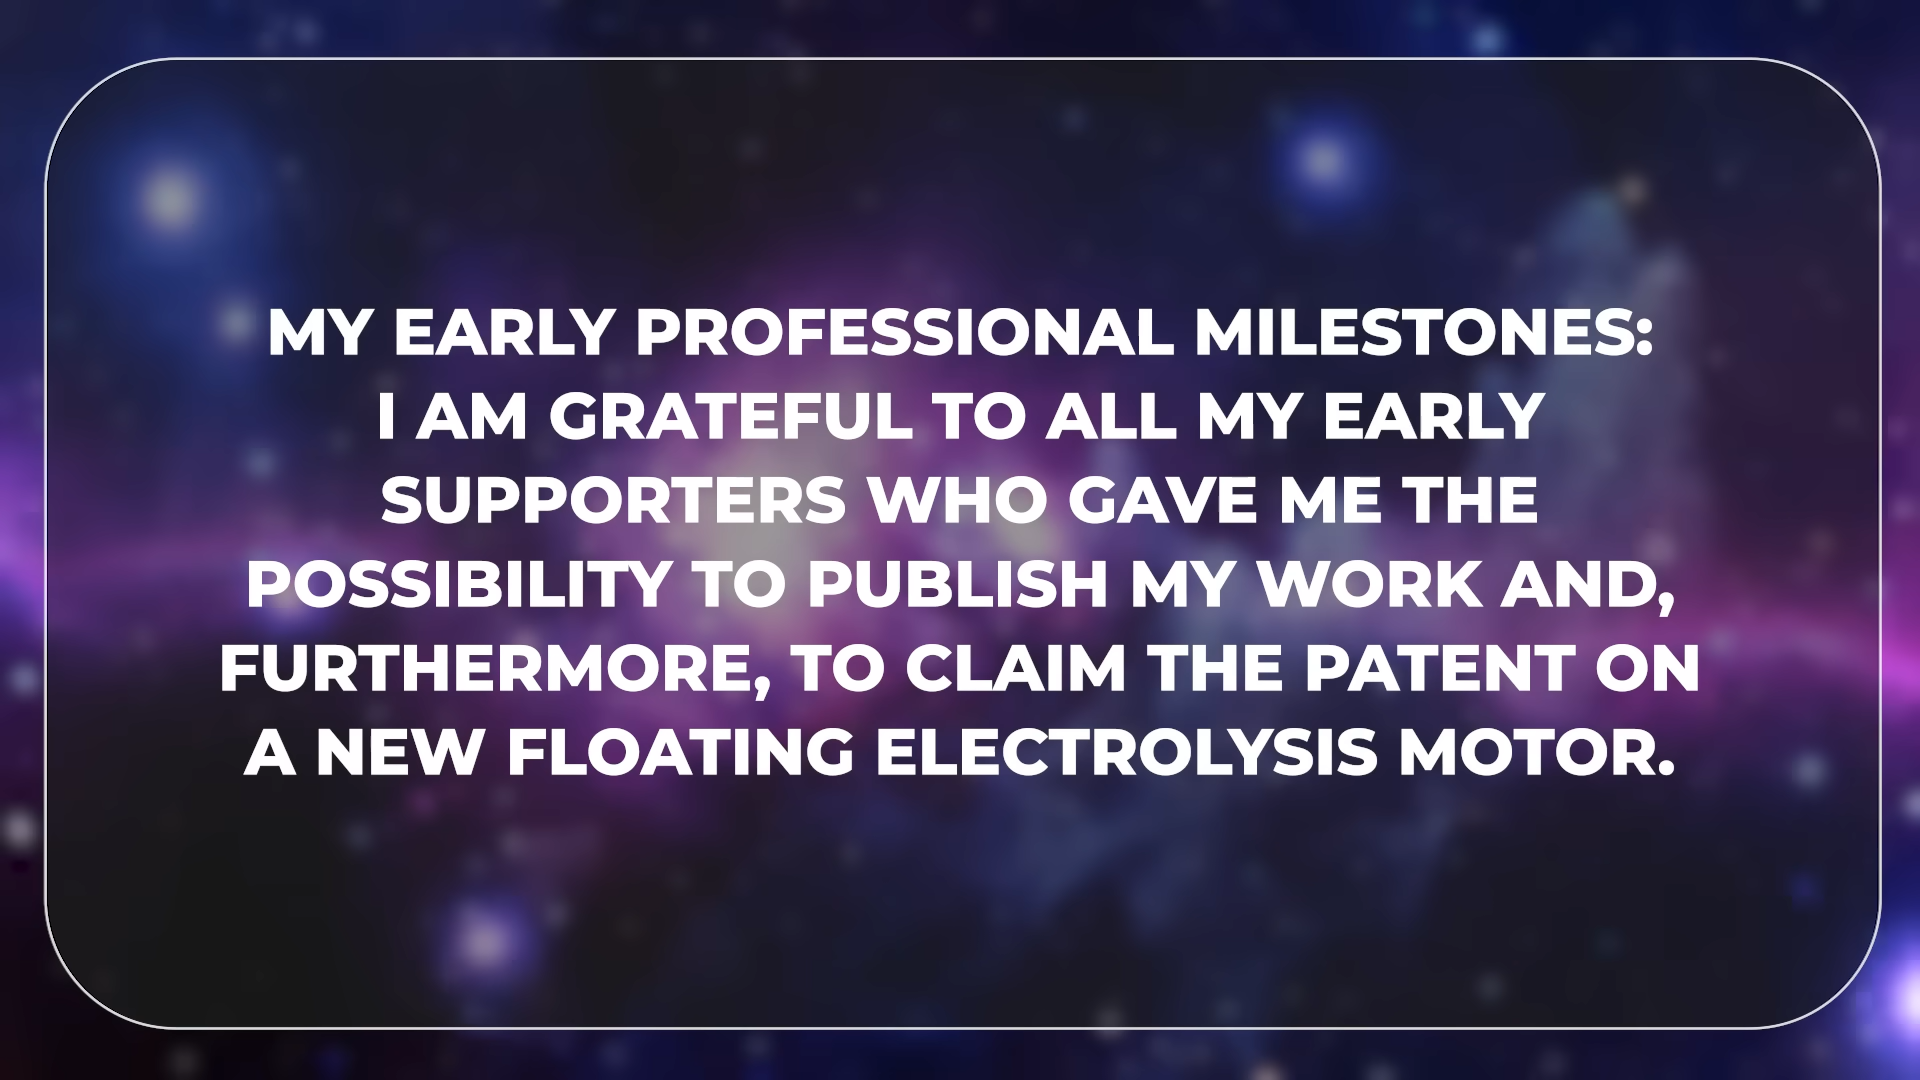 MY EARLY PROFESSIONAL MILESTONES:
I AM GRATEFUL TO ALL MY EARLY
SUPPORTERS WHO GAVE ME THE
POSSIBILITY TO PUBLISH MY WORK AND,
FURTHERMORE, TO CLAIM THE PATENT ON
A NEW FLOATING ELECTROLYSIS MOTOR.